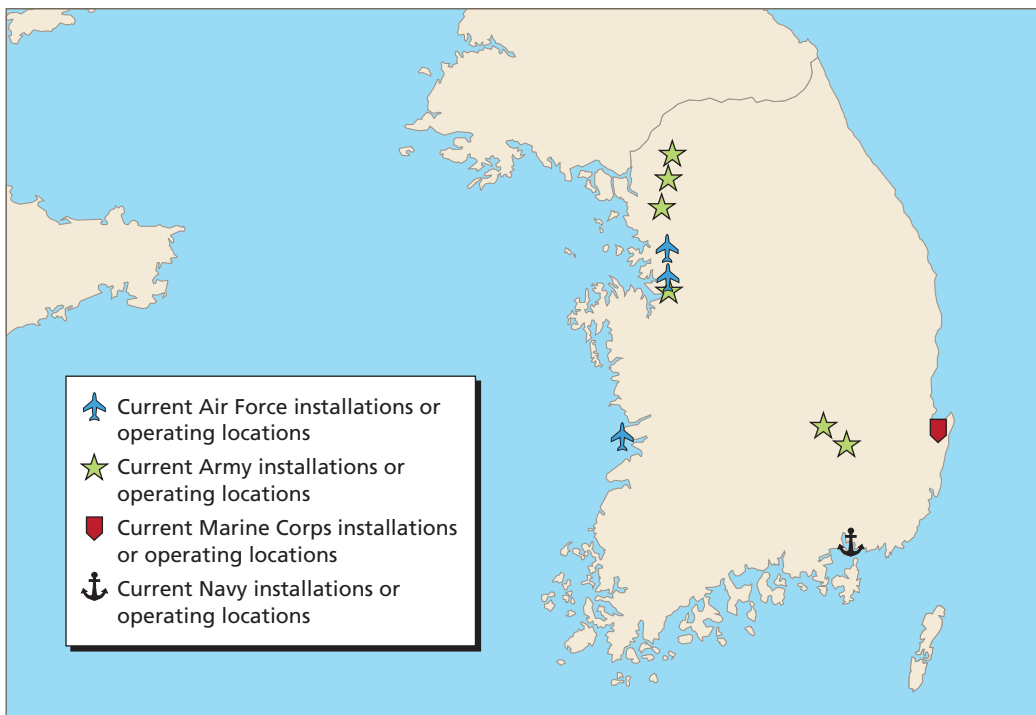 Current Air Force installations or
operating locations
Current Army installations or
operating locations
Current Marine Corps installations
or operating locations
Current Navy installations or
operating locations